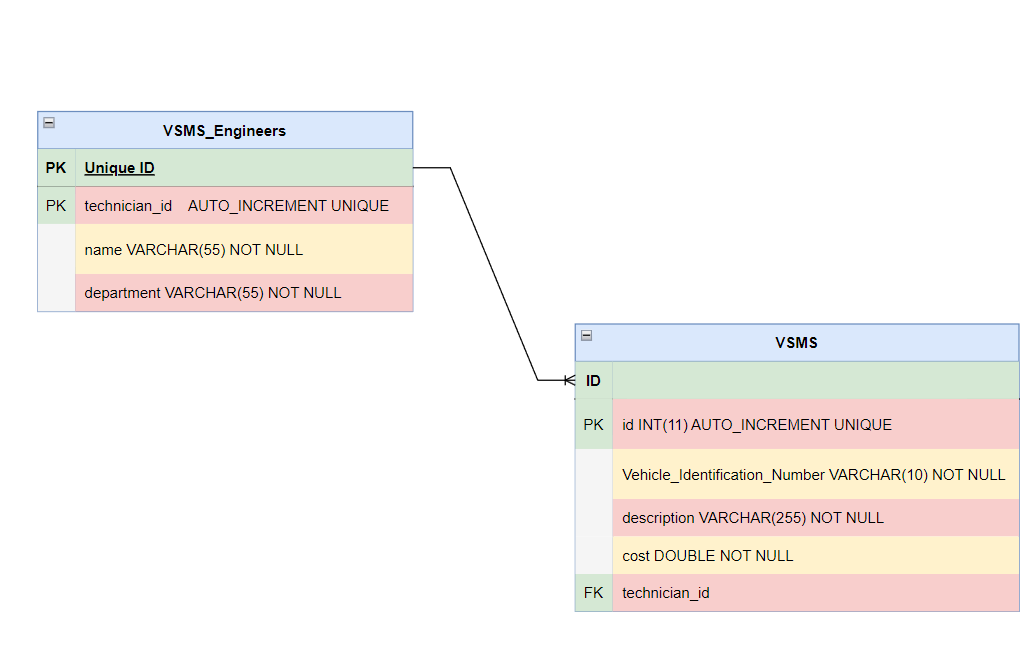 VSMS_Engineers
PK Unique ID
PK technician_id AUTO_INCREMENT UNIQUE
name VARCHAR(55) NOT NULL
department VARCHAR(55) NOT NULL
VSMS
ID
PK id INT(11) AUTO_INCREMENT UNIQUE
Vehicle_Identification_Number VARCHAR(10) NOT NULL
description VARCHAR(255) NOT NULL
cost DOUBLE NOT NULL
FK technician_id